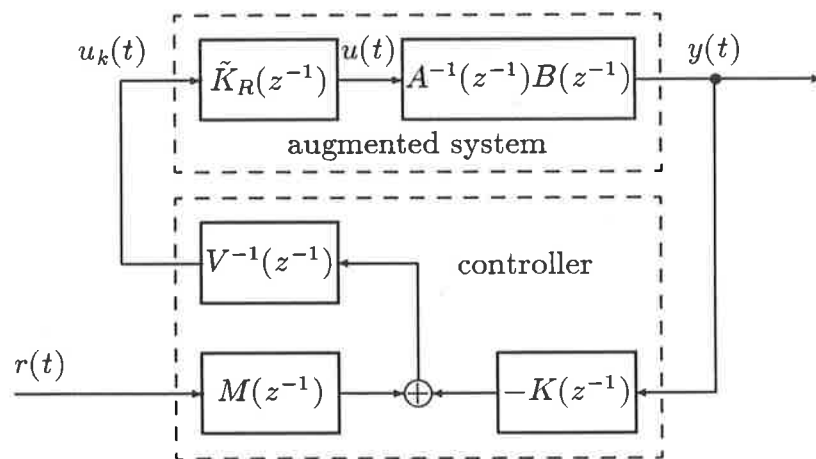 u_k(t)
u(t)
y(t)
K̃_R(z⁻¹)
A⁻¹(z⁻¹)B(z⁻¹)
augmented system
V⁻¹(z⁻¹)
controller
r(t)
M(z⁻¹)
−K(z⁻¹)